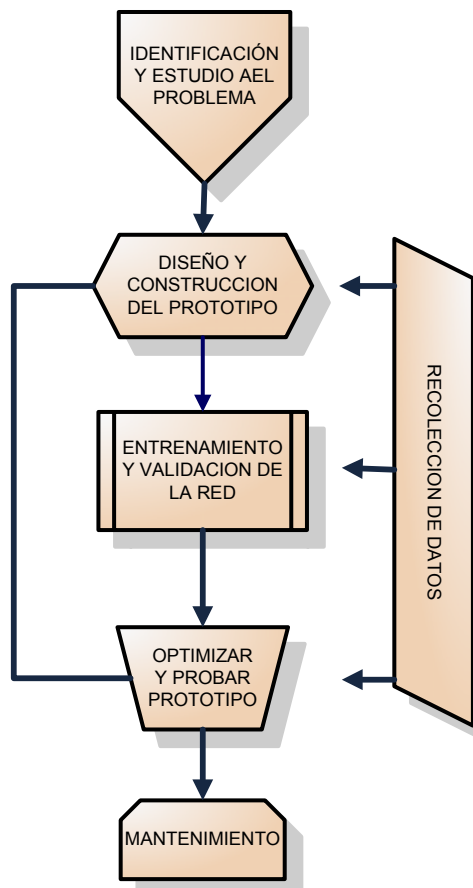 IDENTIFICACIÓN
Y ESTUDIO AEL
PROBLEMA
DISEÑO Y
CONSTRUCCION
DEL PROTOTIPO
RECOLECCION DE DATOS
ENTRENAMIENTO
Y VALIDACION DE
LA RED
OPTIMIZAR
Y PROBAR
PROTOTIPO
MANTENIMIENTO